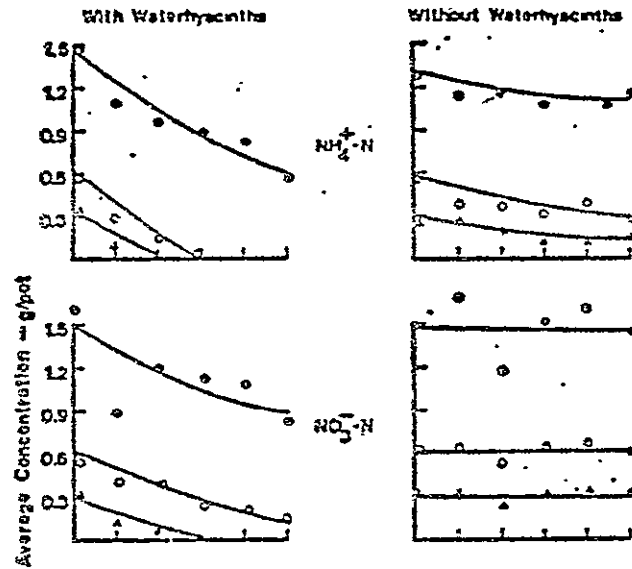 With Waterhyacinths
Without Waterhyacinths
1.5
1.2
0.9
0.6
0.3
NH₄⁺-N
Average Concentration - g/pot
1.5
0.9
0.6
0.3
NO₃⁻-N